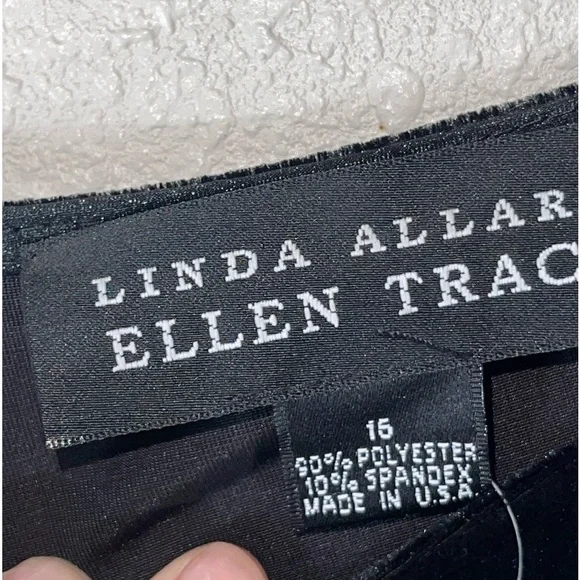 LINDA ALLAR
ELLEN TRAC
16
90% POLYESTER
10% SPANDEX
MADE IN U.S.A.